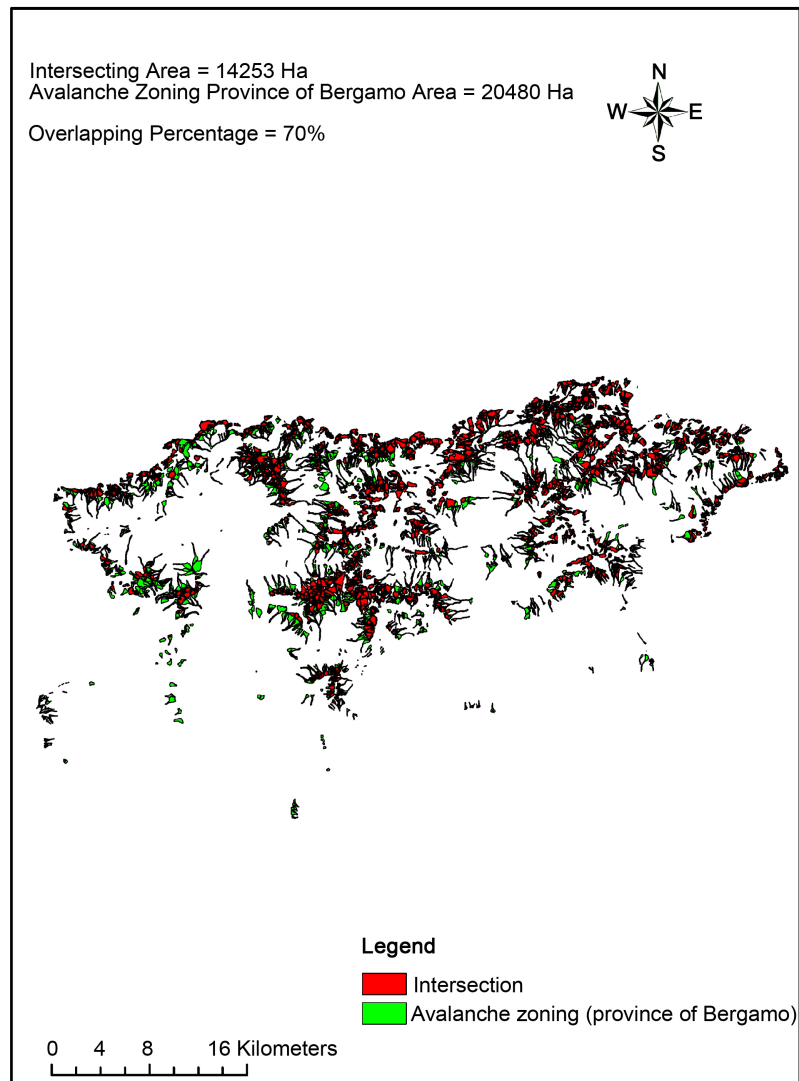 Intersecting Area = 14253 Ha
Avalanche Zoning Province of Bergamo Area = 20480 Ha
Overlapping Percentage = 70%
N
W E
S
Legend
Intersection
Avalanche zoning (province of Bergamo)
0 4 8 16 Kilometers